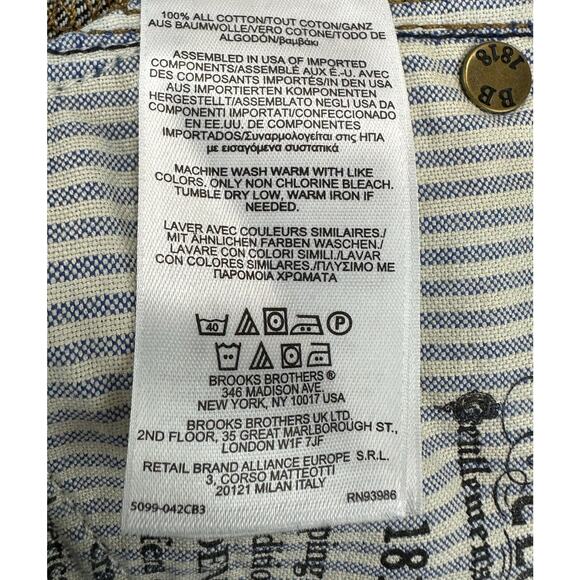 100% ALL COTTON/TOUT COTON/GANZ
AUS BAUMWOLLE/VERO COTONE/TODO DE
ALGODÓN/βαμβάκι
ASSEMBLED IN USA OF IMPORTED
COMPONENTS/ASSEMBLÉ AUX É.-U. AVEC
DES COMPOSANTS IMPORTÉS/IN DEN USA
AUS IMPORTIERTEN KOMPONENTEN
HERGESTELLT/ASSEMBLATO NEGLI USA DA
COMPONENTI IMPORTATI/CONFECCIONADO
EN EE.UU. DE COMPONENTES
IMPORTADOS/Συναρμολογείται στις ΗΠΑ
με εισαγόμενα συστατικά
MACHINE WASH WARM WITH LIKE
COLORS. ONLY NON CHLORINE BLEACH.
TUMBLE DRY LOW, WARM IRON IF
NEEDED.
LAVER AVEC COULEURS SIMILAIRES./
MIT ÄHNLICHEN FARBEN WASCHEN./
LAVARE CON COLORI SIMILI./LAVAR
CON COLORES SIMILARES./ΠΛΥΣΙΜΟ ΜΕ
ΠΑΡΟΜΟΙΑ ΧΡΩΜΑΤΑ
40 P
BROOKS BROTHERS ®
346 MADISON AVE.
NEW YORK, NY 10017 USA
BROOKS BROTHERS UK LTD.
2ND FLOOR, 35 GREAT MARLBOROUGH ST.,
LONDON W1F 7JF
RETAIL BRAND ALLIANCE EUROPE S.R.L.
3, CORSO MATTEOTTI
20121 MILAN ITALY
5099-042CB3 RN93986
BB 1818
Gentlemen
18